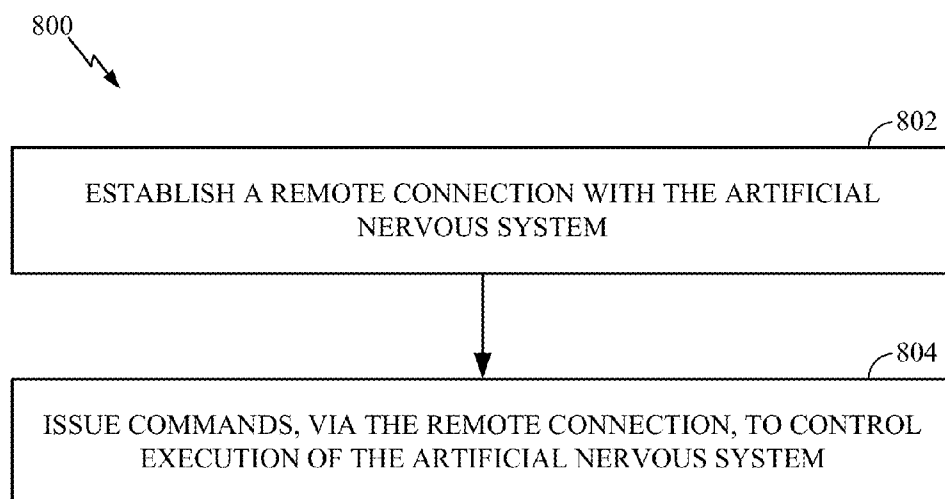 800
802
ESTABLISH A REMOTE CONNECTION WITH THE ARTIFICIAL
NERVOUS SYSTEM
804
ISSUE COMMANDS, VIA THE REMOTE CONNECTION, TO CONTROL
EXECUTION OF THE ARTIFICIAL NERVOUS SYSTEM